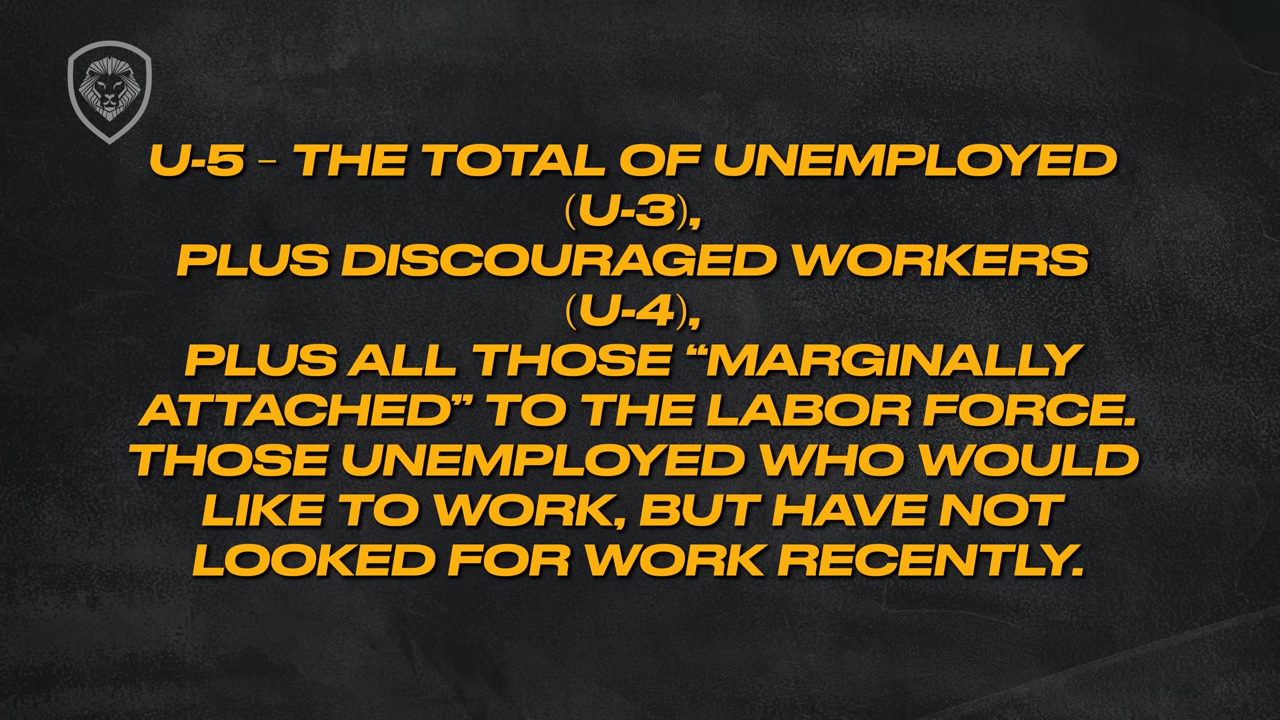 U-5 – THE TOTAL OF UNEMPLOYED
(U-3),
PLUS DISCOURAGED WORKERS
(U-4),
PLUS ALL THOSE “MARGINALLY
ATTACHED” TO THE LABOR FORCE.
THOSE UNEMPLOYED WHO WOULD
LIKE TO WORK, BUT HAVE NOT
LOOKED FOR WORK RECENTLY.